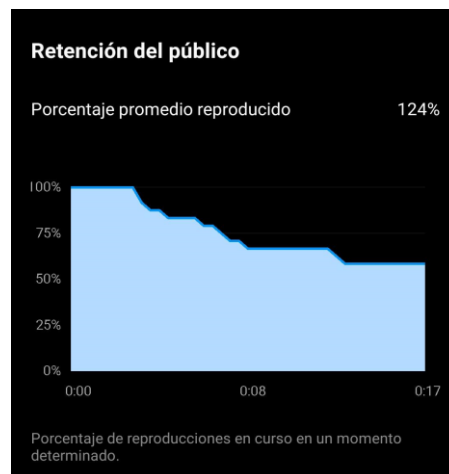 Retención del público
Porcentaje promedio reproducido 124%
100%
75%
50%
25%
0%
0:00 0:08 0:17
Porcentaje de reproducciones en curso en un momento
determinado.